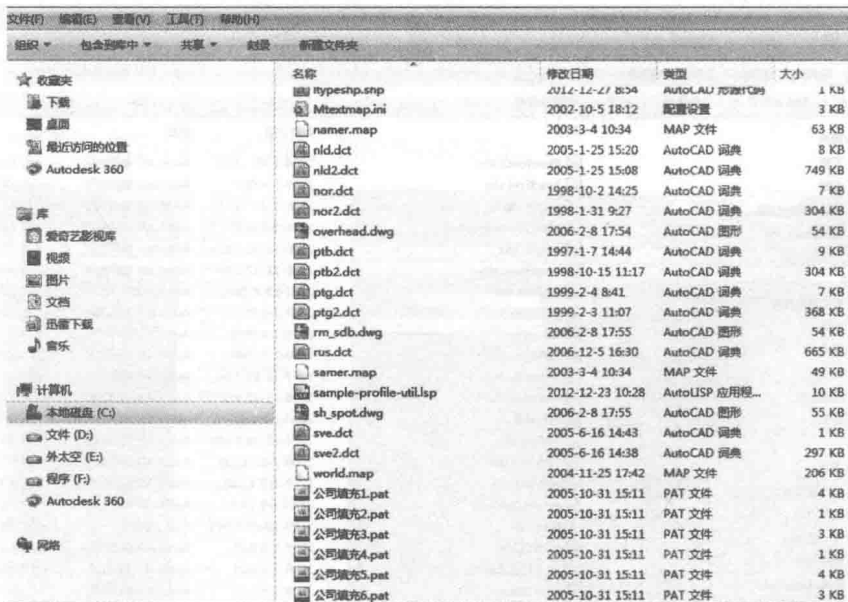 文件(F) 编辑(E) 查看(V) 工具(T) 帮助(H)
组织 包含到库中 共享 刻录 新建文件夹
名称 修改日期 类型 大小
收藏夹
下载
桌面
最近访问的位置
Autodesk 360
库
爱奇艺影视库
视频
图片
文档
迅雷下载
音乐
计算机
本地磁盘 (C:)
文件 (D:)
外太空 (E:)
程序 (F:)
Autodesk 360
网络
ltypeshp.shp 2012-12-27 8:54 AutoCAD 形源代码 1 KB
Mtextmap.ini 2002-10-5 18:12 配置设置 3 KB
namer.map 2003-3-4 10:34 MAP 文件 63 KB
nld.dct 2005-1-25 15:20 AutoCAD 词典 8 KB
nld2.dct 2005-1-25 15:08 AutoCAD 词典 749 KB
nor.dct 1998-10-2 14:25 AutoCAD 词典 7 KB
nor2.dct 1998-1-31 9:27 AutoCAD 词典 304 KB
overhead.dwg 2006-2-8 17:54 AutoCAD 图形 54 KB
ptb.dct 1997-1-7 14:44 AutoCAD 词典 9 KB
ptb2.dct 1998-10-15 11:17 AutoCAD 词典 304 KB
ptg.dct 1999-2-4 8:41 AutoCAD 词典 7 KB
ptg2.dct 1999-2-3 11:07 AutoCAD 词典 368 KB
rm_sdb.dwg 2006-2-8 17:55 AutoCAD 图形 54 KB
rus.dct 2006-12-5 16:30 AutoCAD 词典 665 KB
samer.map 2003-3-4 10:34 MAP 文件 49 KB
sample-profile-util.lsp 2012-12-23 10:28 AutoLISP 应用程... 10 KB
sh_spot.dwg 2006-2-8 17:55 AutoCAD 图形 55 KB
sve.dct 2005-6-16 14:43 AutoCAD 词典 1 KB
sve2.dct 2005-6-16 14:38 AutoCAD 词典 297 KB
world.map 2004-11-25 17:42 MAP 文件 206 KB
公司填充1.pat 2005-10-31 15:11 PAT 文件 4 KB
公司填充2.pat 2005-10-31 15:11 PAT 文件 1 KB
公司填充3.pat 2005-10-31 15:11 PAT 文件 3 KB
公司填充4.pat 2005-10-31 15:11 PAT 文件 1 KB
公司填充5.pat 2005-10-31 15:11 PAT 文件 4 KB
公司填充6.pat 2005-10-31 15:11 PAT 文件 3 KB